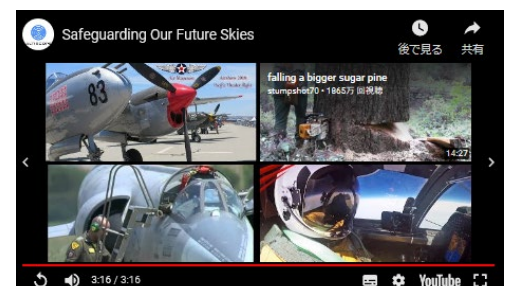 Safeguarding Our Future Skies
後で見る
共有
83
falling a bigger sugar pine
stumpshot70 • 1865万 回視聴
14:27
3:16 / 3:16
YouTube